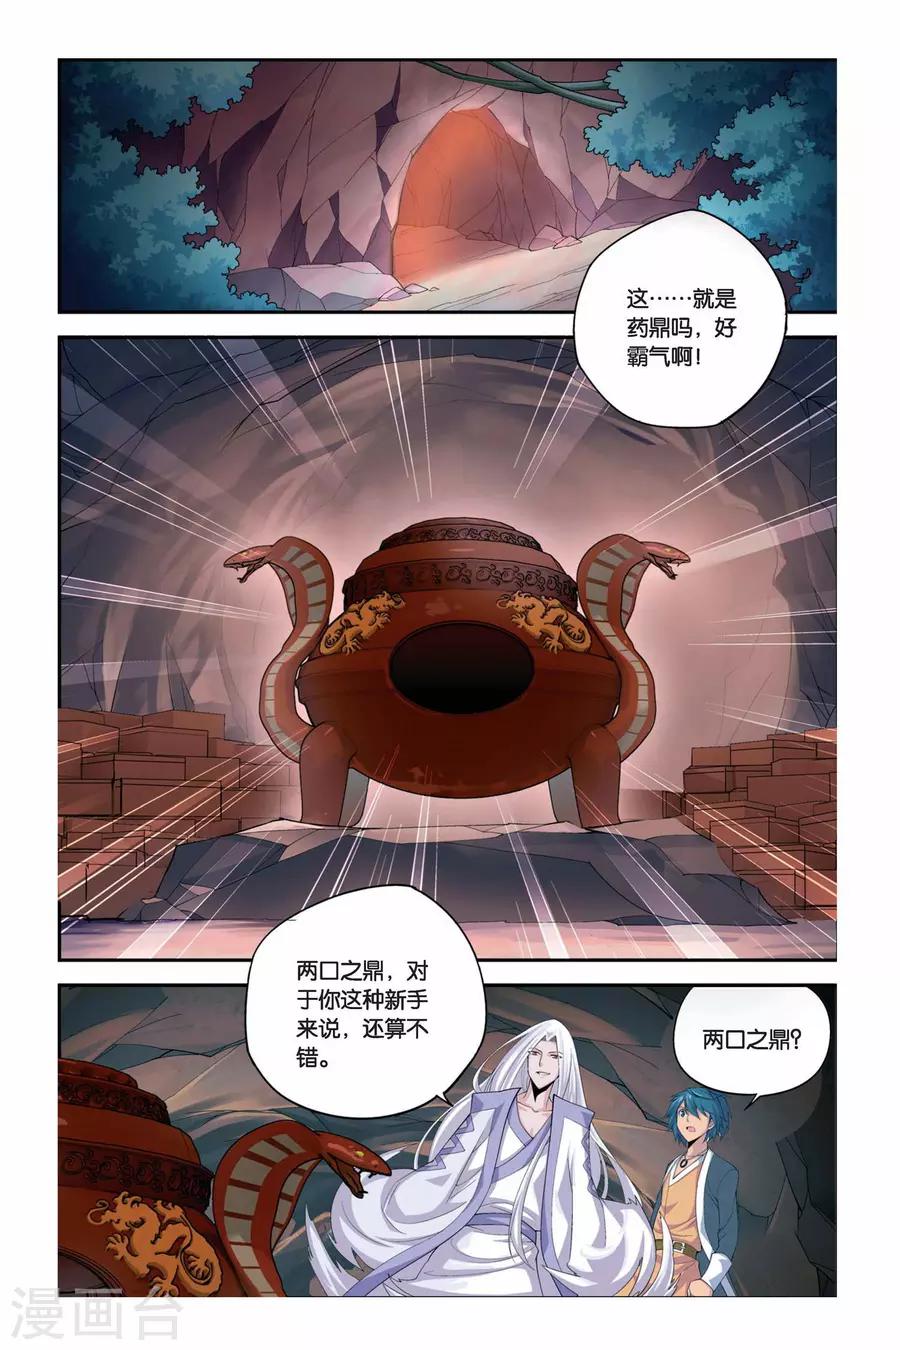 这……就是
药鼎吗，好
霸气啊！
两口之鼎，对
于你这种新手
来说，还算不
错。
两口之鼎？
漫画台